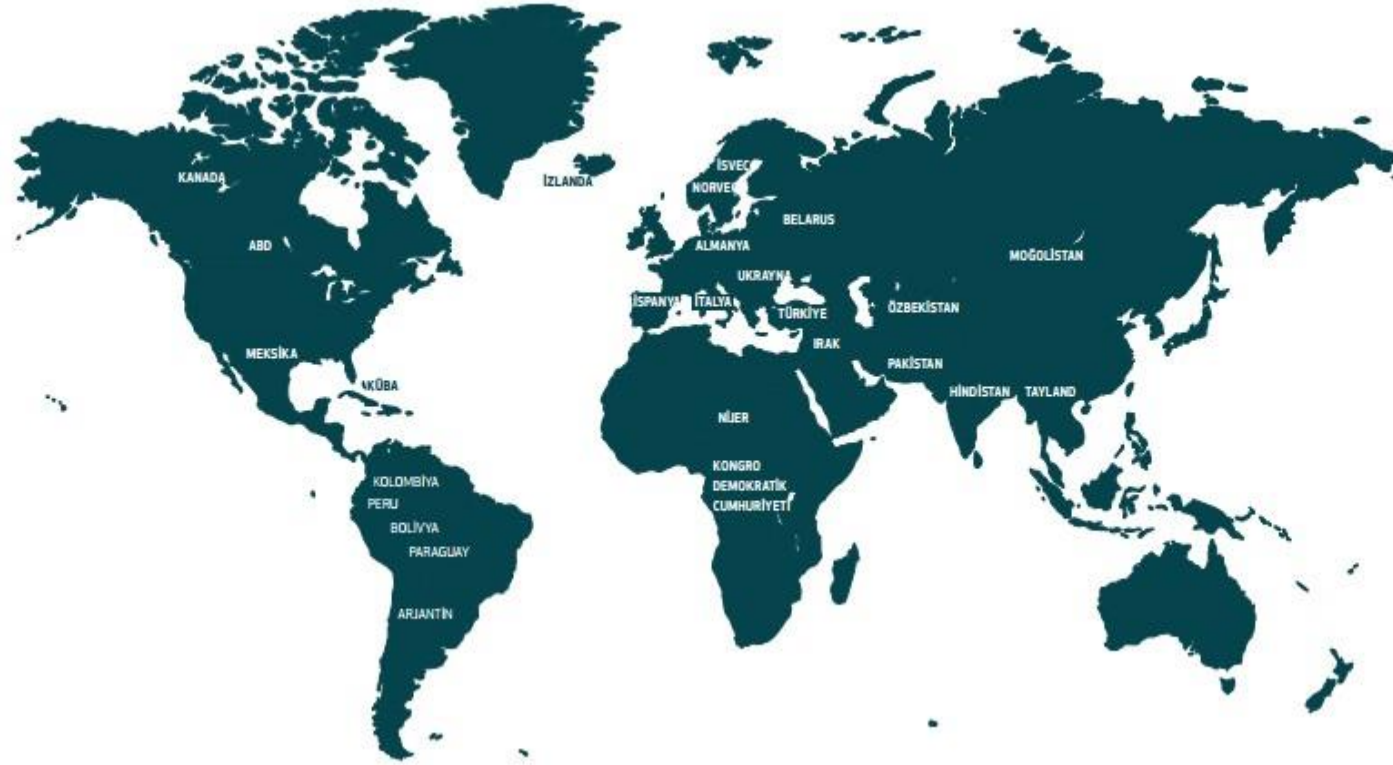 İSVEÇ
KANADA
İZLANDA
NORVEÇ
BELARUS
ABD
ALMANYA
MOĞOLİSTAN
UKRAYNA
İSPANYA
İTALYA
ÖZBEKİSTAN
TÜRKİYE
IRAK
MEKSİKA
PAKİSTAN
KÜBA
HİNDİSTAN
TAYLAND
NİJER
KONGRO
DEMOKRATİK
CUMHURİYETİ
KOLOMBİYA
PERU
BOLİVYA
PARAGUAY
ARJANTİN